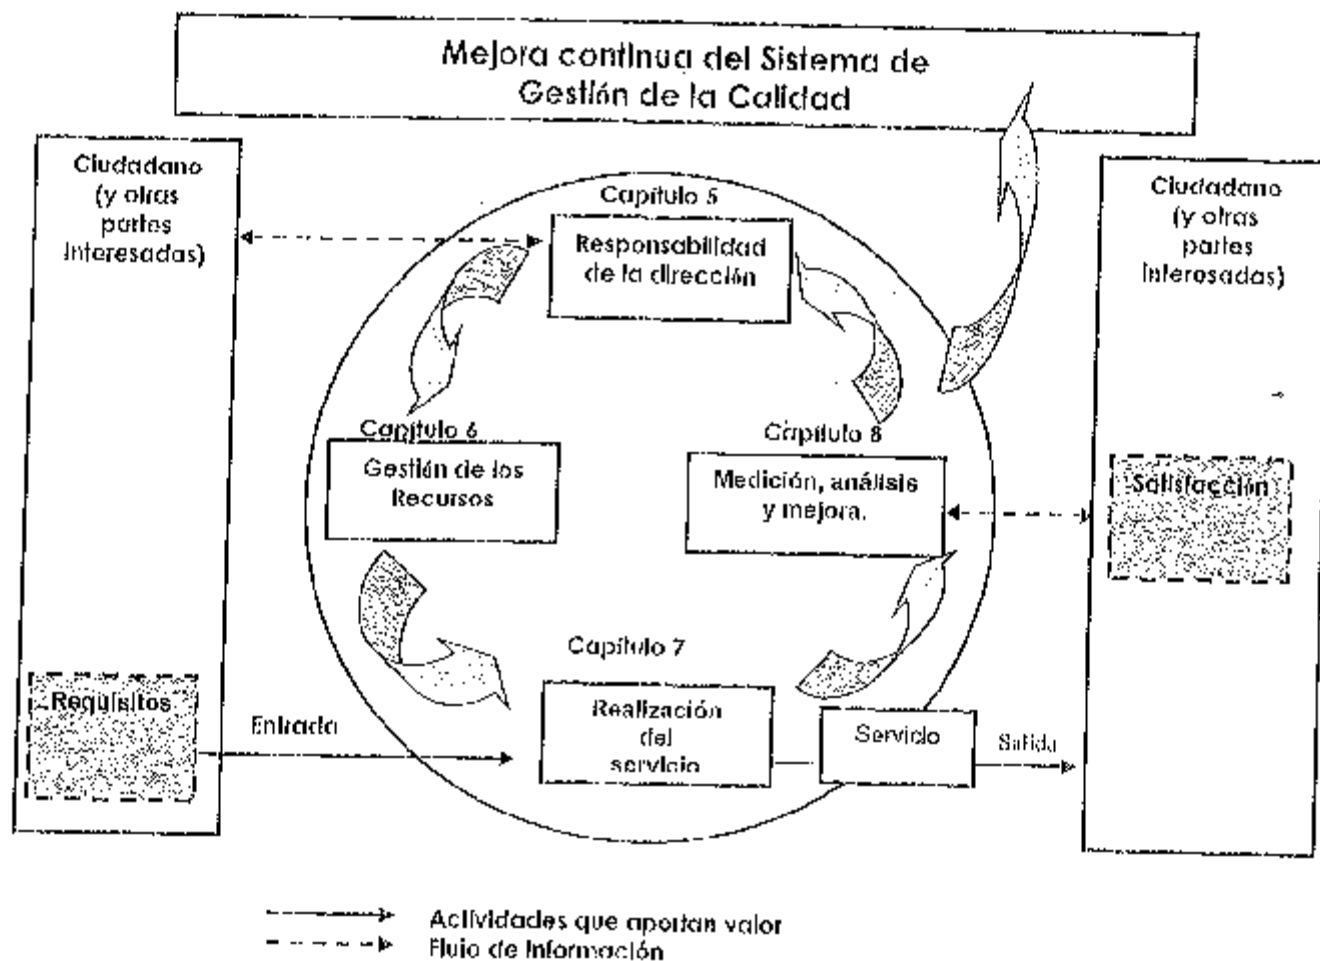 Mejora continua del Sistema de
Gestión de la Calidad
Ciudadano
(y otras
partes
interesadas)
Capítulo 5
Responsabilidad
de la dirección
Ciudadano
(y otras
partes
interosadas)
Capítulo 6
Gestión de los
Recursos
Capítulo 8
Medición, análisis
y mejora.
Satisfacción
Capítulo 7
Requisitos
Entrada
Realización
del
servicio
Servicio
Salida
Actividades que aportan valor
Flujo de Información